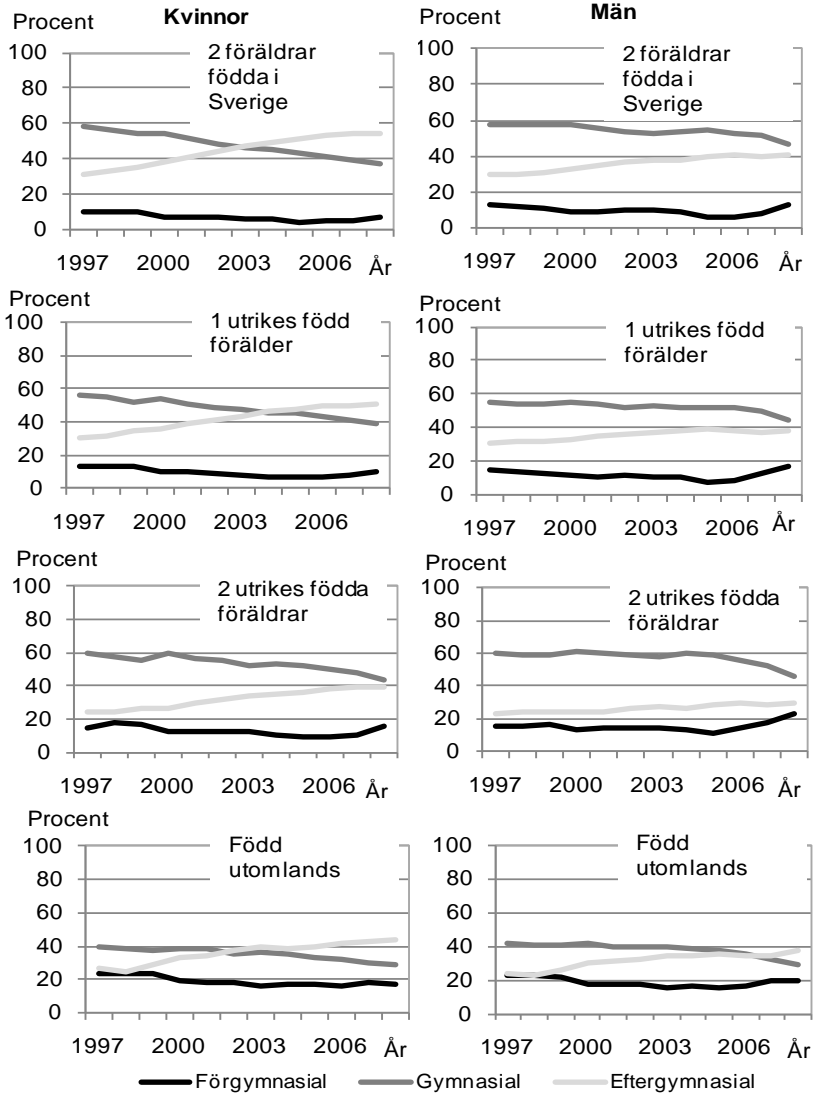 Kvinnor
Män
Procent
Procent
2 föräldrar
födda i
Sverige
100
80
60
40
20
0
1997 2000 2003 2006 År
2 föräldrar
födda i
Sverige
100
80
60
40
20
0
1997 2000 2003 2006 År
Procent
1 utrikes född
förälder
100
80
60
40
20
0
1997 2000 2003 2006 År
Procent
1 utrikes född
förälder
100
80
60
40
20
0
1997 2000 2003 2006 År
Procent
2 utrikes födda
föräldrar
100
80
60
40
20
0
1997 2000 2003 2006 År
Procent
2 utrikes födda
föräldrar
100
80
60
40
20
0
1997 2000 2003 2006 År
Procent
Född
utomlands
100
80
60
40
20
0
1997 2000 2003 2006 År
Född
utomlands
100
80
60
40
20
0
1997 2000 2003 2006 År
Förgymnasial Gymnasial Eftergymnasial